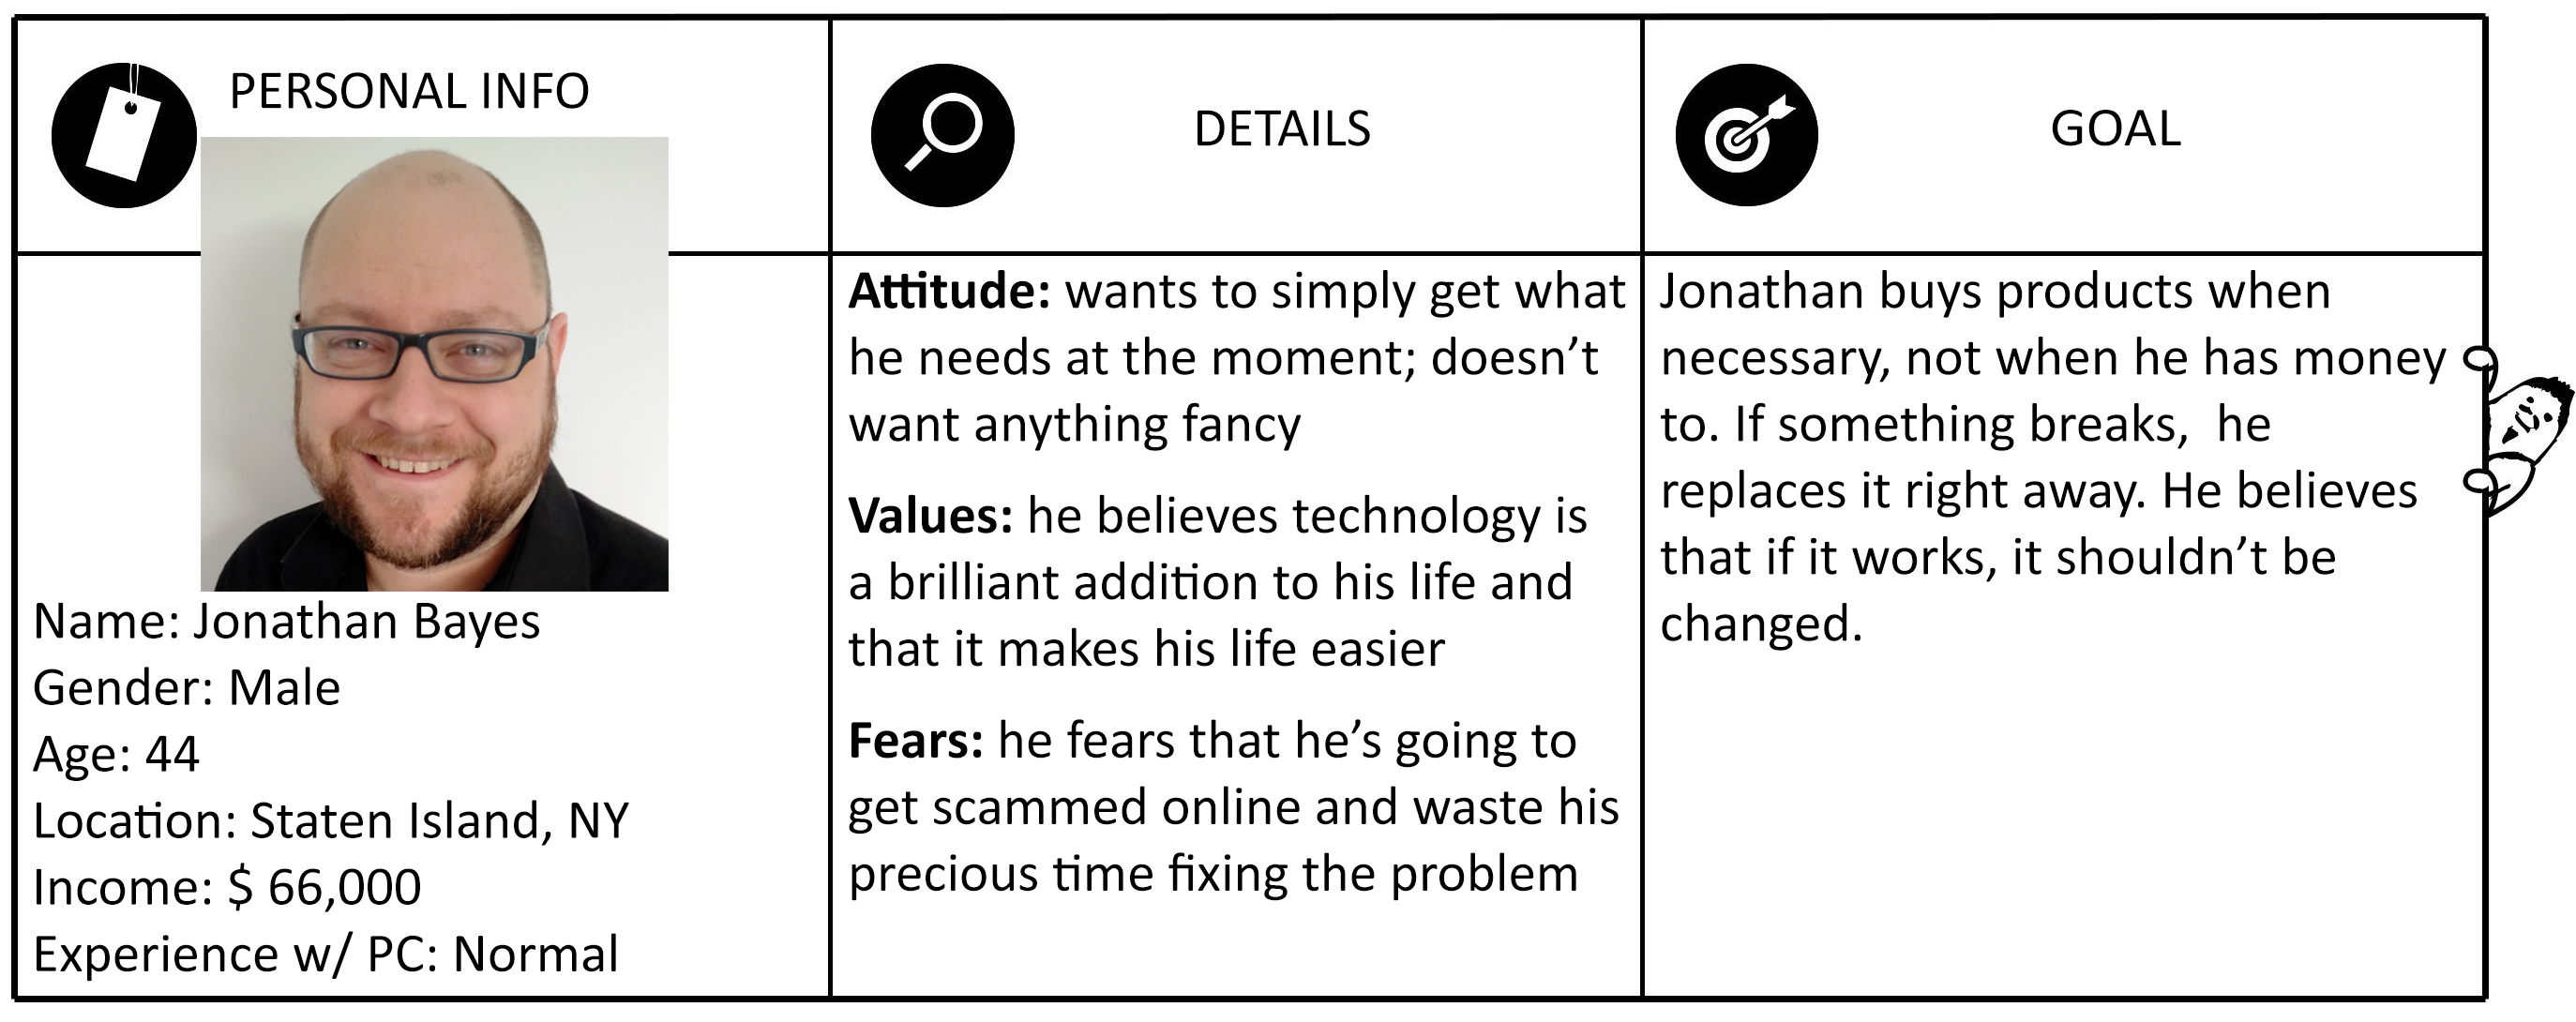 PERSONAL INFO
DETAILS
GOAL
Name: Jonathan Bayes
Gender: Male
Age: 44
Location: Staten Island, NY
Income: $ 66,000
Experience w/ PC: Normal
Attitude: wants to simply get what
he needs at the moment; doesn’t
want anything fancy
Values: he believes technology is
a brilliant addition to his life and
that it makes his life easier
Fears: he fears that he’s going to
get scammed online and waste his
precious time fixing the problem
Jonathan buys products when
necessary, not when he has money
to. If something breaks,  he
replaces it right away. He believes
that if it works, it shouldn’t be
changed.